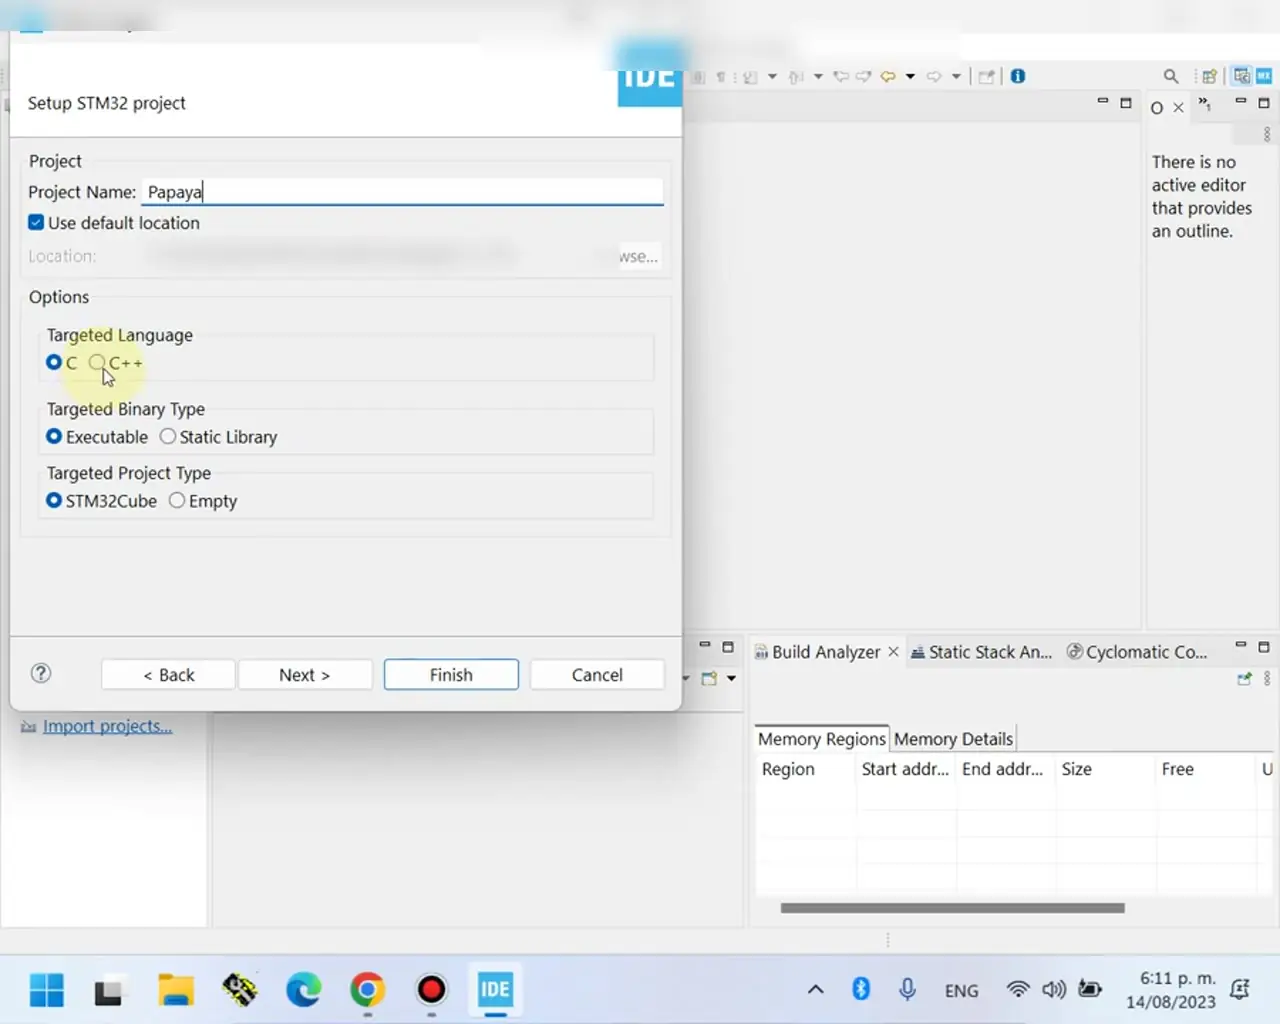 IDE
Setup STM32 project
Project
Project Name: Papaya
Use default location
Location:
wse...
Options
Targeted Language
C C++
Targeted Binary Type
Executable Static Library
Targeted Project Type
STM32Cube Empty
< Back Next > Finish Cancel
Import projects...
There is no
active editor
that provides
an outline.
Build Analyzer Static Stack An... Cyclomatic Co...
Memory Regions Memory Details
Region Start addr... End addr... Size Free U
IDE
ENG
6:11 p. m.
14/08/2023